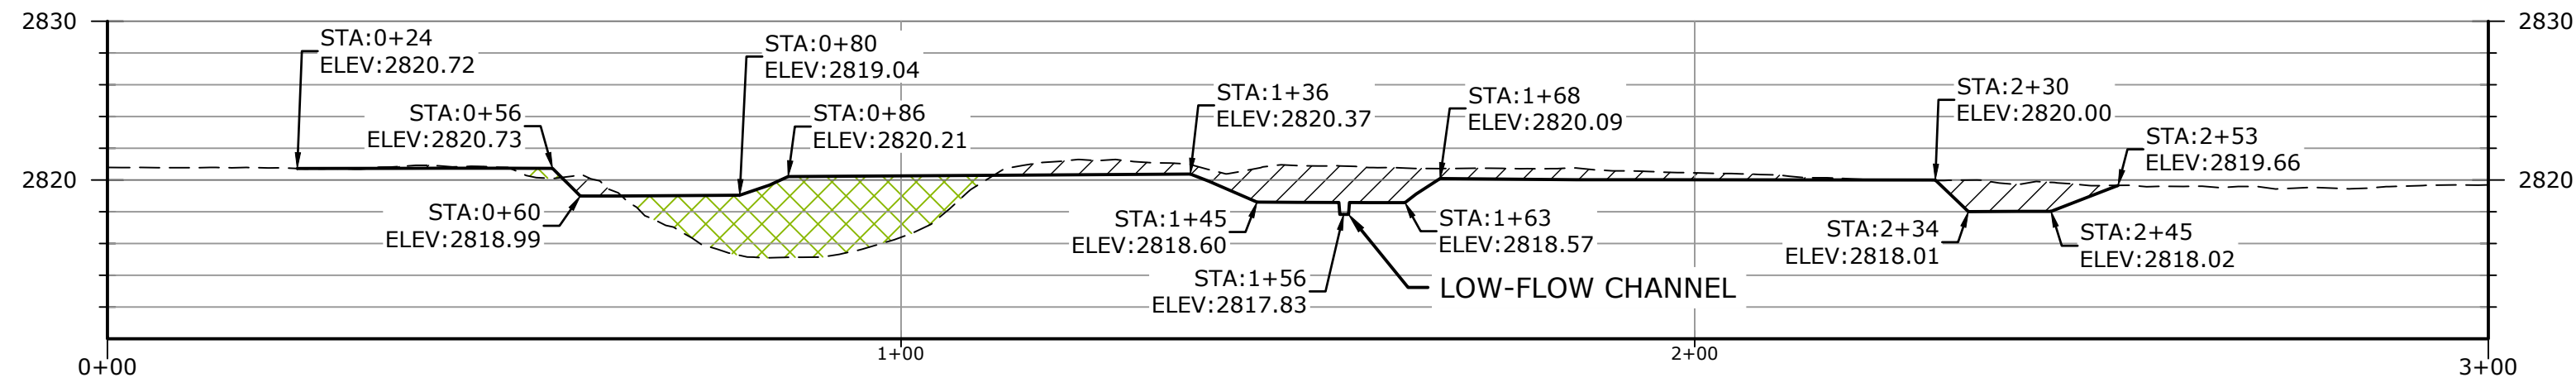 2830
2830
STA:0+24
ELEV:2820.72
STA:0+80
ELEV:2819.04
STA:0+56
ELEV:2820.73
STA:0+86
ELEV:2820.21
STA:1+36
ELEV:2820.37
STA:1+68
ELEV:2820.09
STA:2+30
ELEV:2820.00
STA:2+53
ELEV:2819.66
2820
2820
STA:0+60
ELEV:2818.99
STA:1+45
ELEV:2818.60
STA:1+63
ELEV:2818.57
STA:2+34
ELEV:2818.01
STA:2+45
ELEV:2818.02
STA:1+56
ELEV:2817.83
LOW-FLOW CHANNEL
0+00
1+00
2+00
3+00